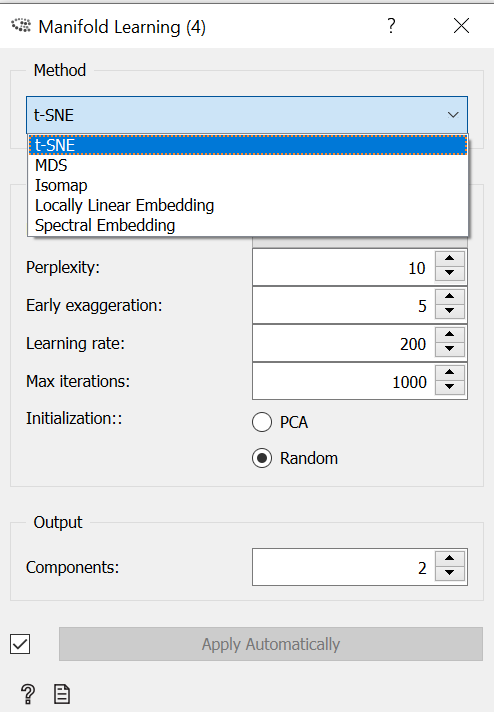 Manifold Learning (4)
?
Method
t-SNE
t-SNE
MDS
Isomap
Locally Linear Embedding
Spectral Embedding
Perplexity: 10
Early exaggeration: 5
Learning rate: 200
Max iterations: 1000
Initialization:: PCA
Random
Output
Components: 2
Apply Automatically
?